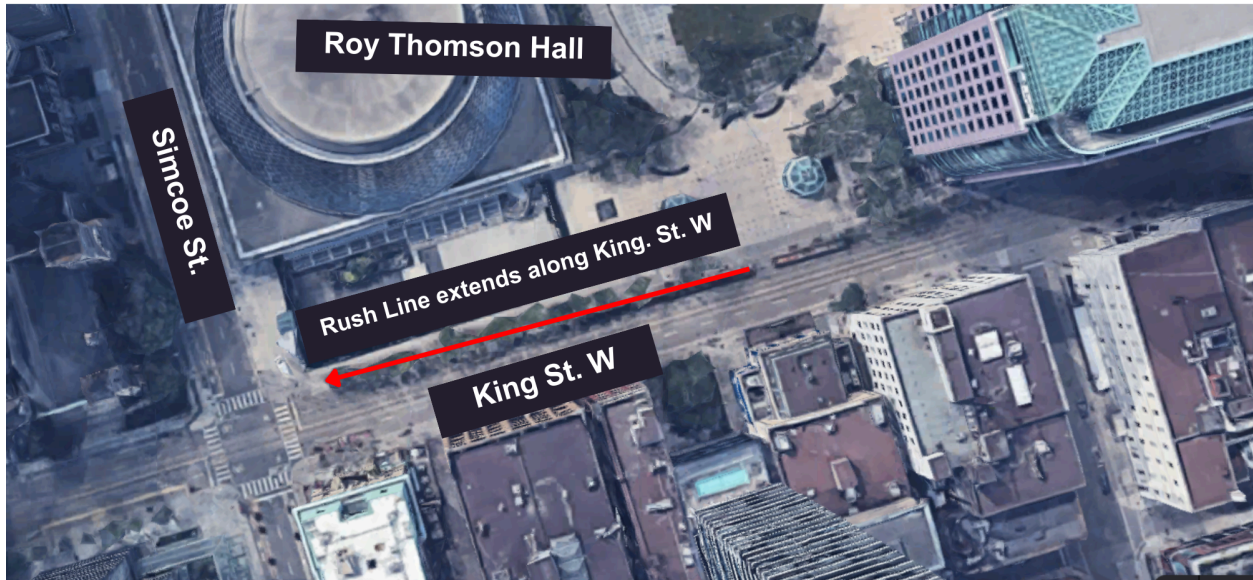 Roy Thomson Hall
Simcoe St.
Rush Line extends along King. St. W
King St. W